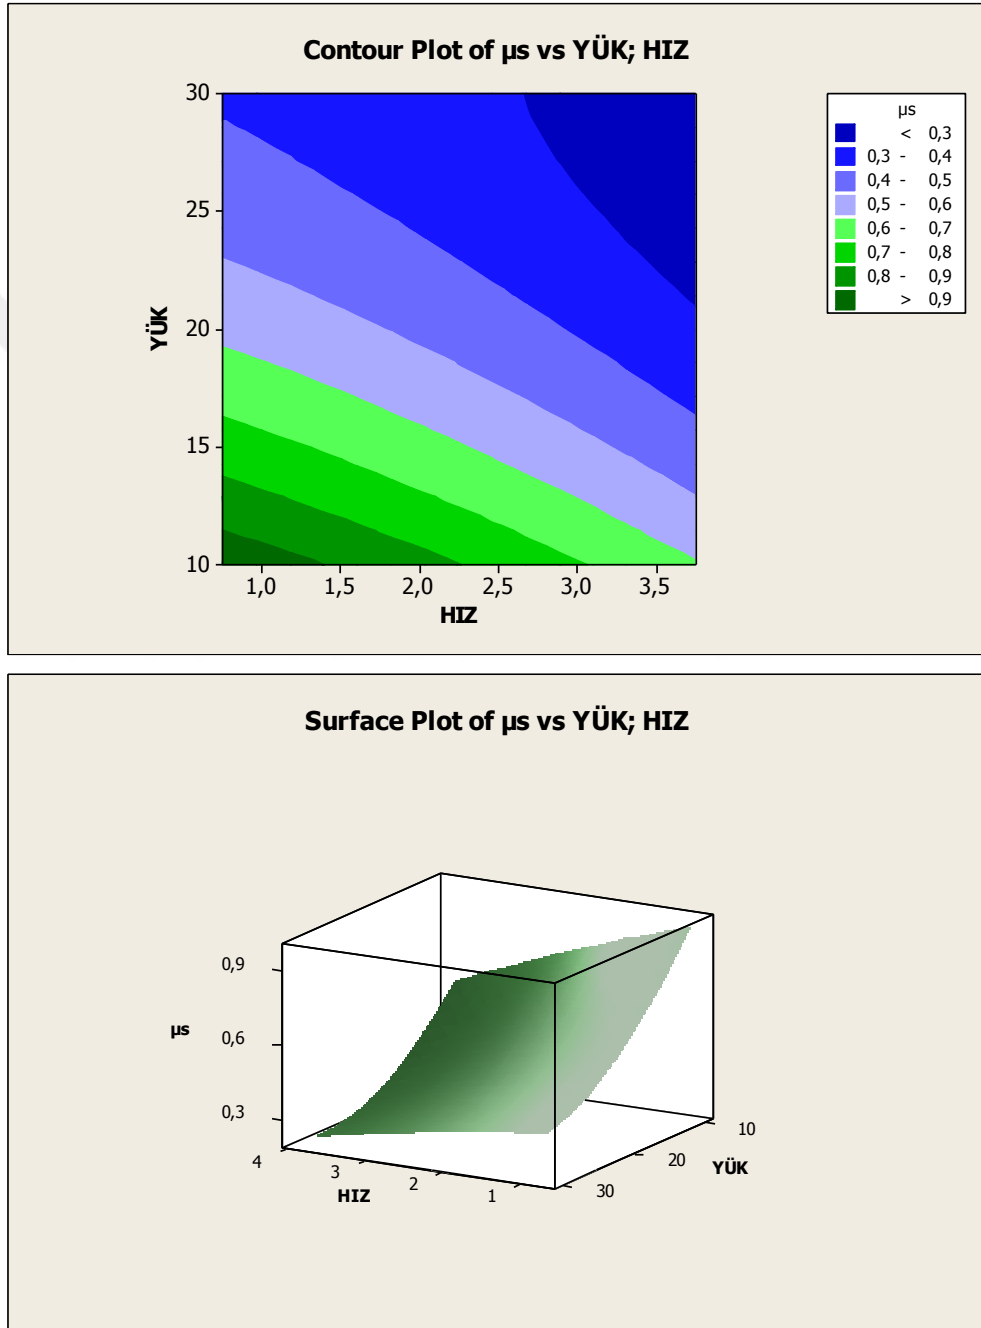 Contour Plot of µs vs YÜK; HIZ
30
25
20
15
10
YÜK
1,0 1,5 2,0 2,5 3,0 3,5
HIZ
µs
< 0,3
0,3 - 0,4
0,4 - 0,5
0,5 - 0,6
0,6 - 0,7
0,7 - 0,8
0,8 - 0,9
> 0,9
Surface Plot of µs vs YÜK; HIZ
0,9
0,6
0,3
µs
4 3 2 1
HIZ
10
20
30
YÜK